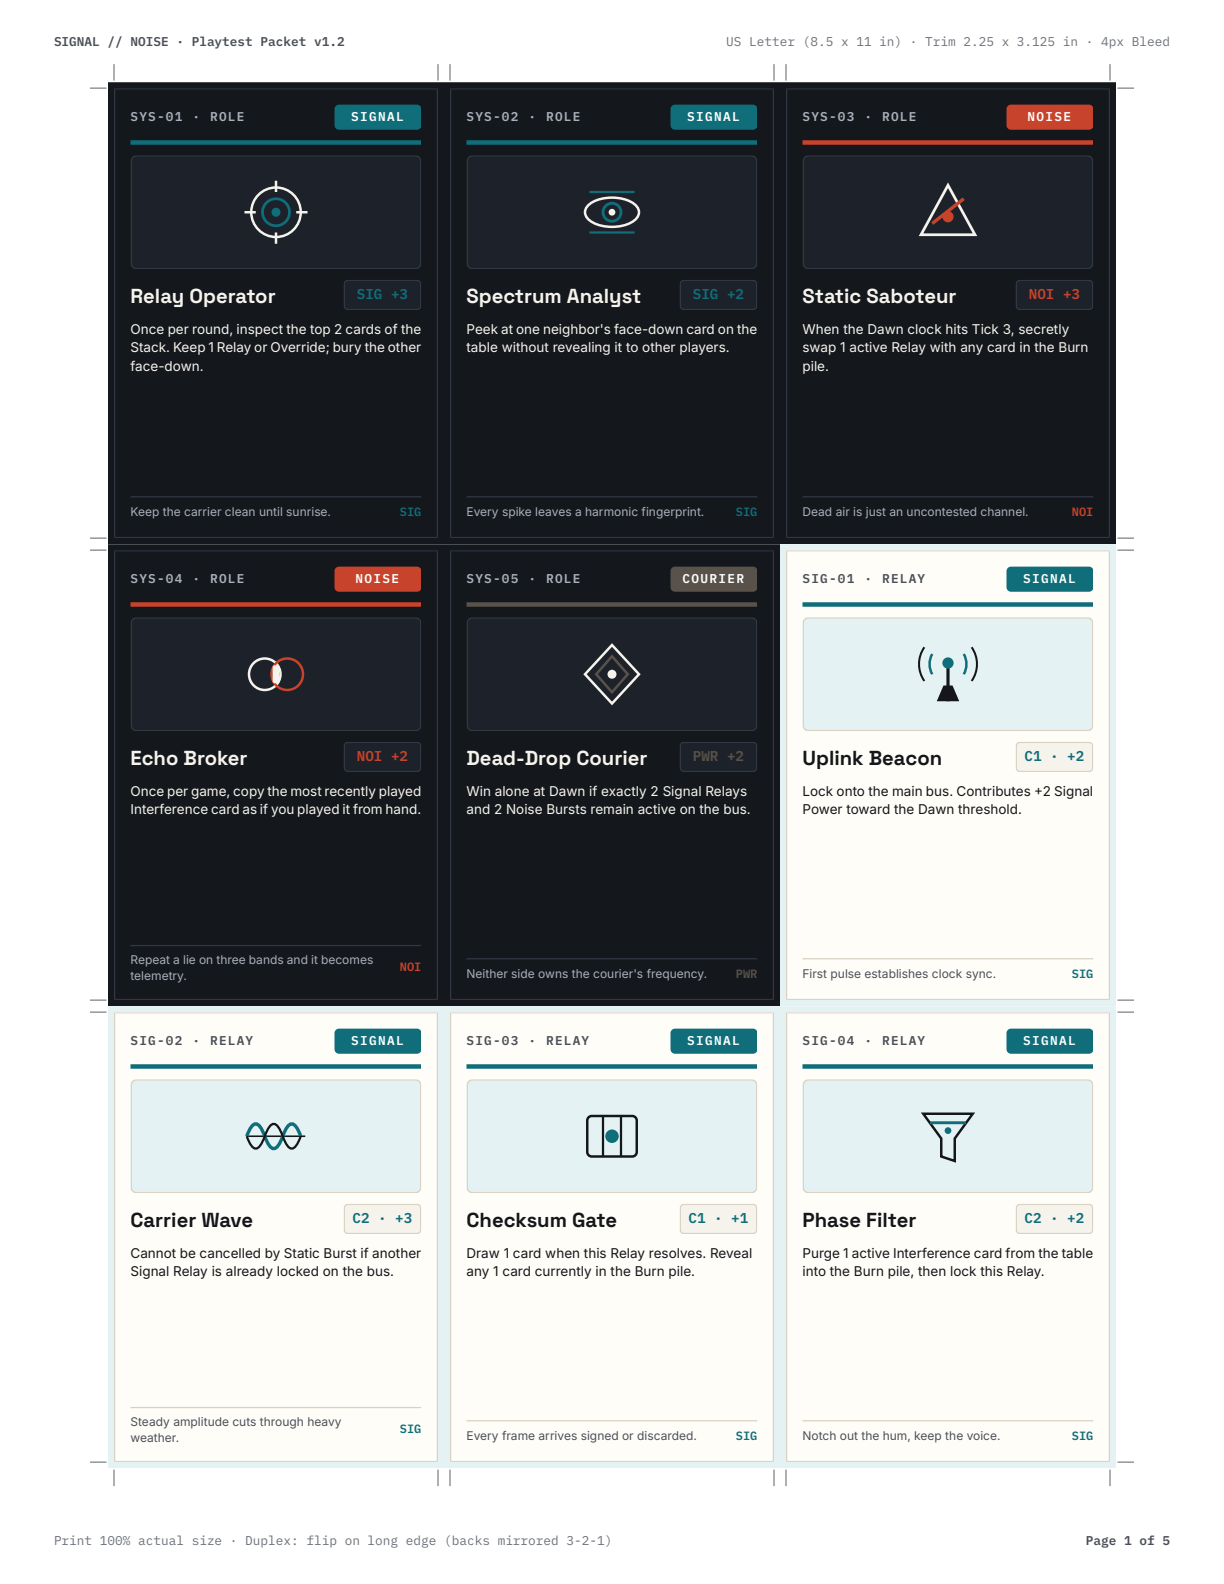 SIGNAL // NOISE · Playtest Packet v1.2
US Letter (8.5 x 11 in) · Trim 2.25 x 3.125 in · 4px Bleed
SYS-01 · ROLE
SIGNAL
Relay Operator
SIG +3
Once per round, inspect the top 2 cards of the
Stack. Keep 1 Relay or Override; bury the other
face-down.
Keep the carrier clean until sunrise.
SIG
SYS-02 · ROLE
SIGNAL
Spectrum Analyst
SIG +2
Peek at one neighbor's face-down card on the
table without revealing it to other players.
Every spike leaves a harmonic fingerprint.
SIG
SYS-03 · ROLE
NOISE
Static Saboteur
NOI +3
When the Dawn clock hits Tick 3, secretly
swap 1 active Relay with any card in the Burn
pile.
Dead air is just an uncontested channel.
NOI
SYS-04 · ROLE
NOISE
Echo Broker
NOI +2
Once per game, copy the most recently played
Interference card as if you played it from hand.
Repeat a lie on three bands and it becomes
telemetry.
NOI
SYS-05 · ROLE
COURIER
Dead-Drop Courier
PWR +2
Win alone at Dawn if exactly 2 Signal Relays
and 2 Noise Bursts remain active on the bus.
Neither side owns the courier's frequency.
PWR
SIG-01 · RELAY
SIGNAL
Uplink Beacon
C1 · +2
Lock onto the main bus. Contributes +2 Signal
Power toward the Dawn threshold.
First pulse establishes clock sync.
SIG
SIG-02 · RELAY
SIGNAL
Carrier Wave
C2 · +3
Cannot be cancelled by Static Burst if another
Signal Relay is already locked on the bus.
Steady amplitude cuts through heavy
weather.
SIG
SIG-03 · RELAY
SIGNAL
Checksum Gate
C1 · +1
Draw 1 card when this Relay resolves. Reveal
any 1 card currently in the Burn pile.
Every frame arrives signed or discarded.
SIG
SIG-04 · RELAY
SIGNAL
Phase Filter
C2 · +2
Purge 1 active Interference card from the table
into the Burn pile, then lock this Relay.
Notch out the hum, keep the voice.
SIG
Print 100% actual size · Duplex: flip on long edge (backs mirrored 3-2-1)
Page 1 of 5